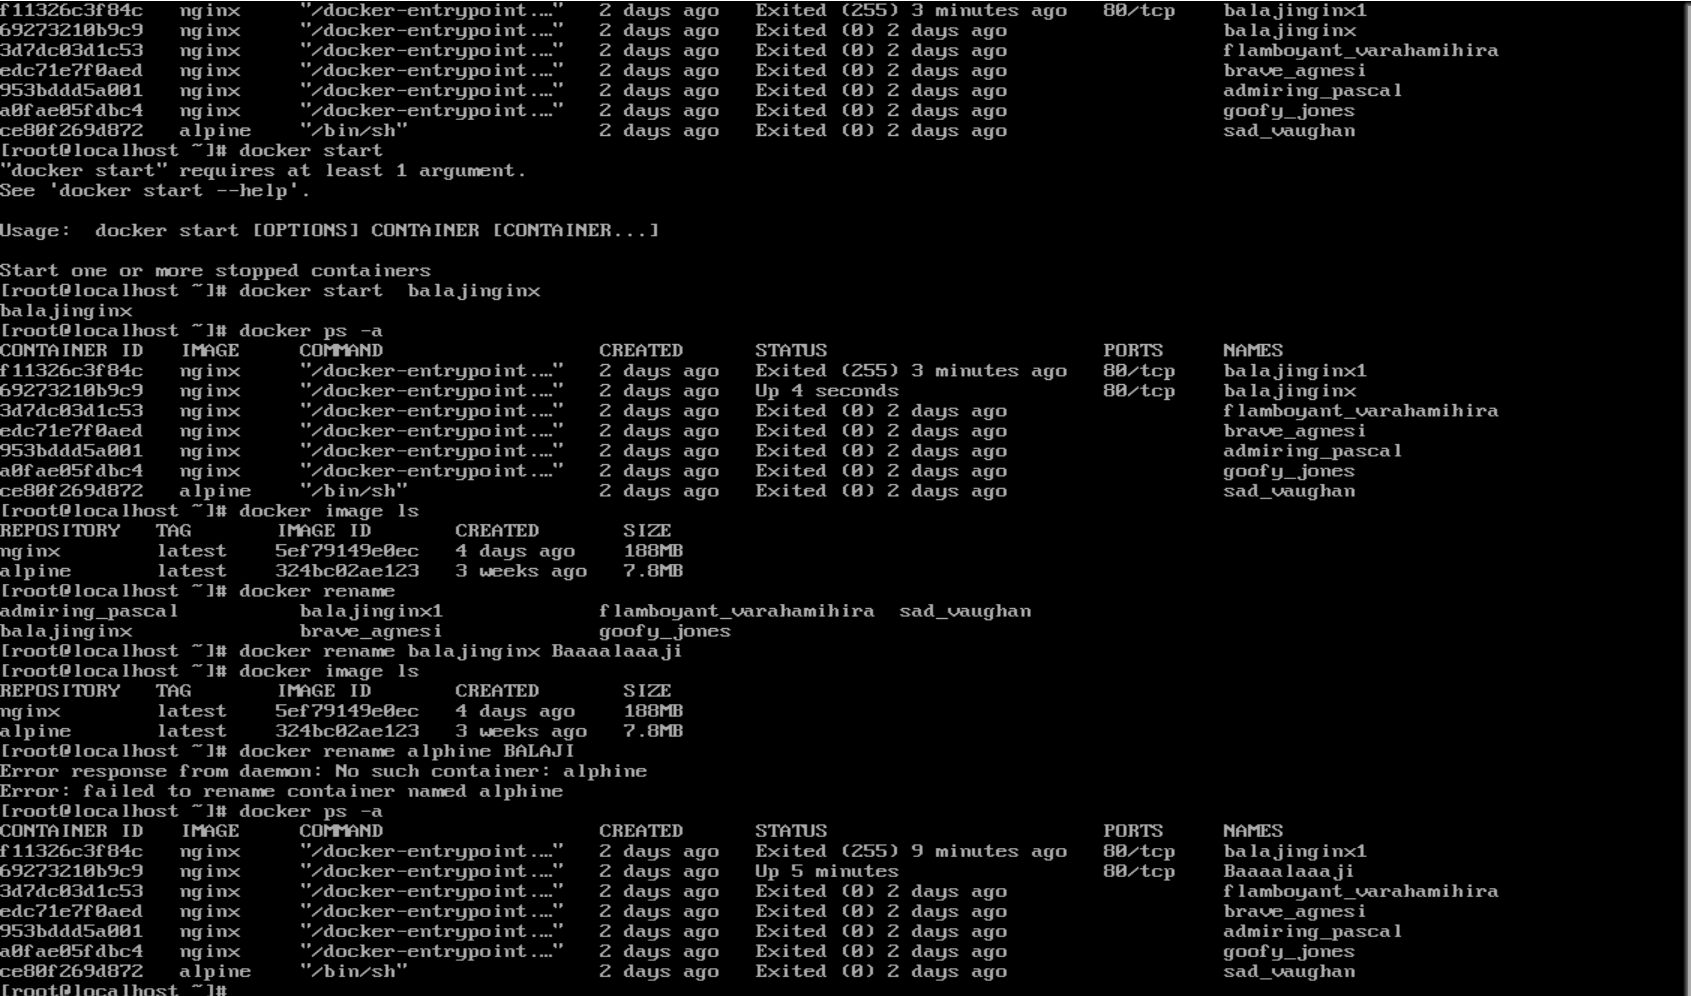 f11326c3f84c   nginx     "/docker-entrypoint.…"   2 days ago   Exited (255) 3 minutes ago   80/tcp    balajinginx1
69273210b9c9   nginx     "/docker-entrypoint.…"   2 days ago   Exited (0) 2 days ago                  balajinginx
3d7dc03d1c53   nginx     "/docker-entrypoint.…"   2 days ago   Exited (0) 2 days ago                  flamboyant_varahamihira
edc71e7f0aed   nginx     "/docker-entrypoint.…"   2 days ago   Exited (0) 2 days ago                  brave_agnesi
953bddd5a001   nginx     "/docker-entrypoint.…"   2 days ago   Exited (0) 2 days ago                  admiring_pascal
a0fae05fdbc4   nginx     "/docker-entrypoint.…"   2 days ago   Exited (0) 2 days ago                  goofy_jones
ce80f269d872   alpine    "/bin/sh"                2 days ago   Exited (0) 2 days ago                  sad_vaughan
[root@localhost ~]# docker start
"docker start" requires at least 1 argument.
See 'docker start --help'.
Usage:  docker start [OPTIONS] CONTAINER [CONTAINER...]
Start one or more stopped containers
[root@localhost ~]# docker start  balajinginx
balajinginx
[root@localhost ~]# docker ps -a
CONTAINER ID   IMAGE     COMMAND                  CREATED      STATUS                       PORTS     NAMES
f11326c3f84c   nginx     "/docker-entrypoint.…"   2 days ago   Exited (255) 3 minutes ago   80/tcp    balajinginx1
69273210b9c9   nginx     "/docker-entrypoint.…"   2 days ago   Up 4 seconds                 80/tcp    balajinginx
3d7dc03d1c53   nginx     "/docker-entrypoint.…"   2 days ago   Exited (0) 2 days ago                  flamboyant_varahamihira
edc71e7f0aed   nginx     "/docker-entrypoint.…"   2 days ago   Exited (0) 2 days ago                  brave_agnesi
953bddd5a001   nginx     "/docker-entrypoint.…"   2 days ago   Exited (0) 2 days ago                  admiring_pascal
a0fae05fdbc4   nginx     "/docker-entrypoint.…"   2 days ago   Exited (0) 2 days ago                  goofy_jones
ce80f269d872   alpine    "/bin/sh"                2 days ago   Exited (0) 2 days ago                  sad_vaughan
[root@localhost ~]# docker image ls
REPOSITORY   TAG       IMAGE ID       CREATED       SIZE
nginx        latest    5ef79149e0ec   4 days ago    188MB
alpine       latest    324bc02ae123   3 weeks ago   7.8MB
[root@localhost ~]# docker rename
admiring_pascal          balajinginx1             flamboyant_varahamihira  sad_vaughan
balajinginx              brave_agnesi             goofy_jones
[root@localhost ~]# docker rename balajinginx Baaaalaaaji
[root@localhost ~]# docker image ls
REPOSITORY   TAG       IMAGE ID       CREATED       SIZE
nginx        latest    5ef79149e0ec   4 days ago    188MB
alpine       latest    324bc02ae123   3 weeks ago   7.8MB
[root@localhost ~]# docker rename alphine BALAJI
Error response from daemon: No such container: alphine
Error: failed to rename container named alphine
[root@localhost ~]# docker ps -a
CONTAINER ID   IMAGE     COMMAND                  CREATED      STATUS                       PORTS     NAMES
f11326c3f84c   nginx     "/docker-entrypoint.…"   2 days ago   Exited (255) 9 minutes ago   80/tcp    balajinginx1
69273210b9c9   nginx     "/docker-entrypoint.…"   2 days ago   Up 5 minutes                 80/tcp    Baaaalaaaji
3d7dc03d1c53   nginx     "/docker-entrypoint.…"   2 days ago   Exited (0) 2 days ago                  flamboyant_varahamihira
edc71e7f0aed   nginx     "/docker-entrypoint.…"   2 days ago   Exited (0) 2 days ago                  brave_agnesi
953bddd5a001   nginx     "/docker-entrypoint.…"   2 days ago   Exited (0) 2 days ago                  admiring_pascal
a0fae05fdbc4   nginx     "/docker-entrypoint.…"   2 days ago   Exited (0) 2 days ago                  goofy_jones
ce80f269d872   alpine    "/bin/sh"                2 days ago   Exited (0) 2 days ago                  sad_vaughan
[root@localhost ~]#